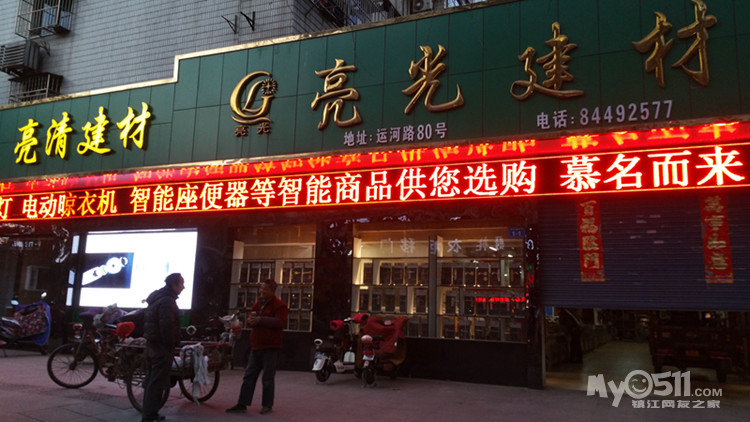 亮清建材
亮光
亮光建材
地址:运河路80号
电话:84492577
灯 电动晾衣机 智能座便器等智能商品供您选购 慕名而来
My0511.com
镇江网友之家